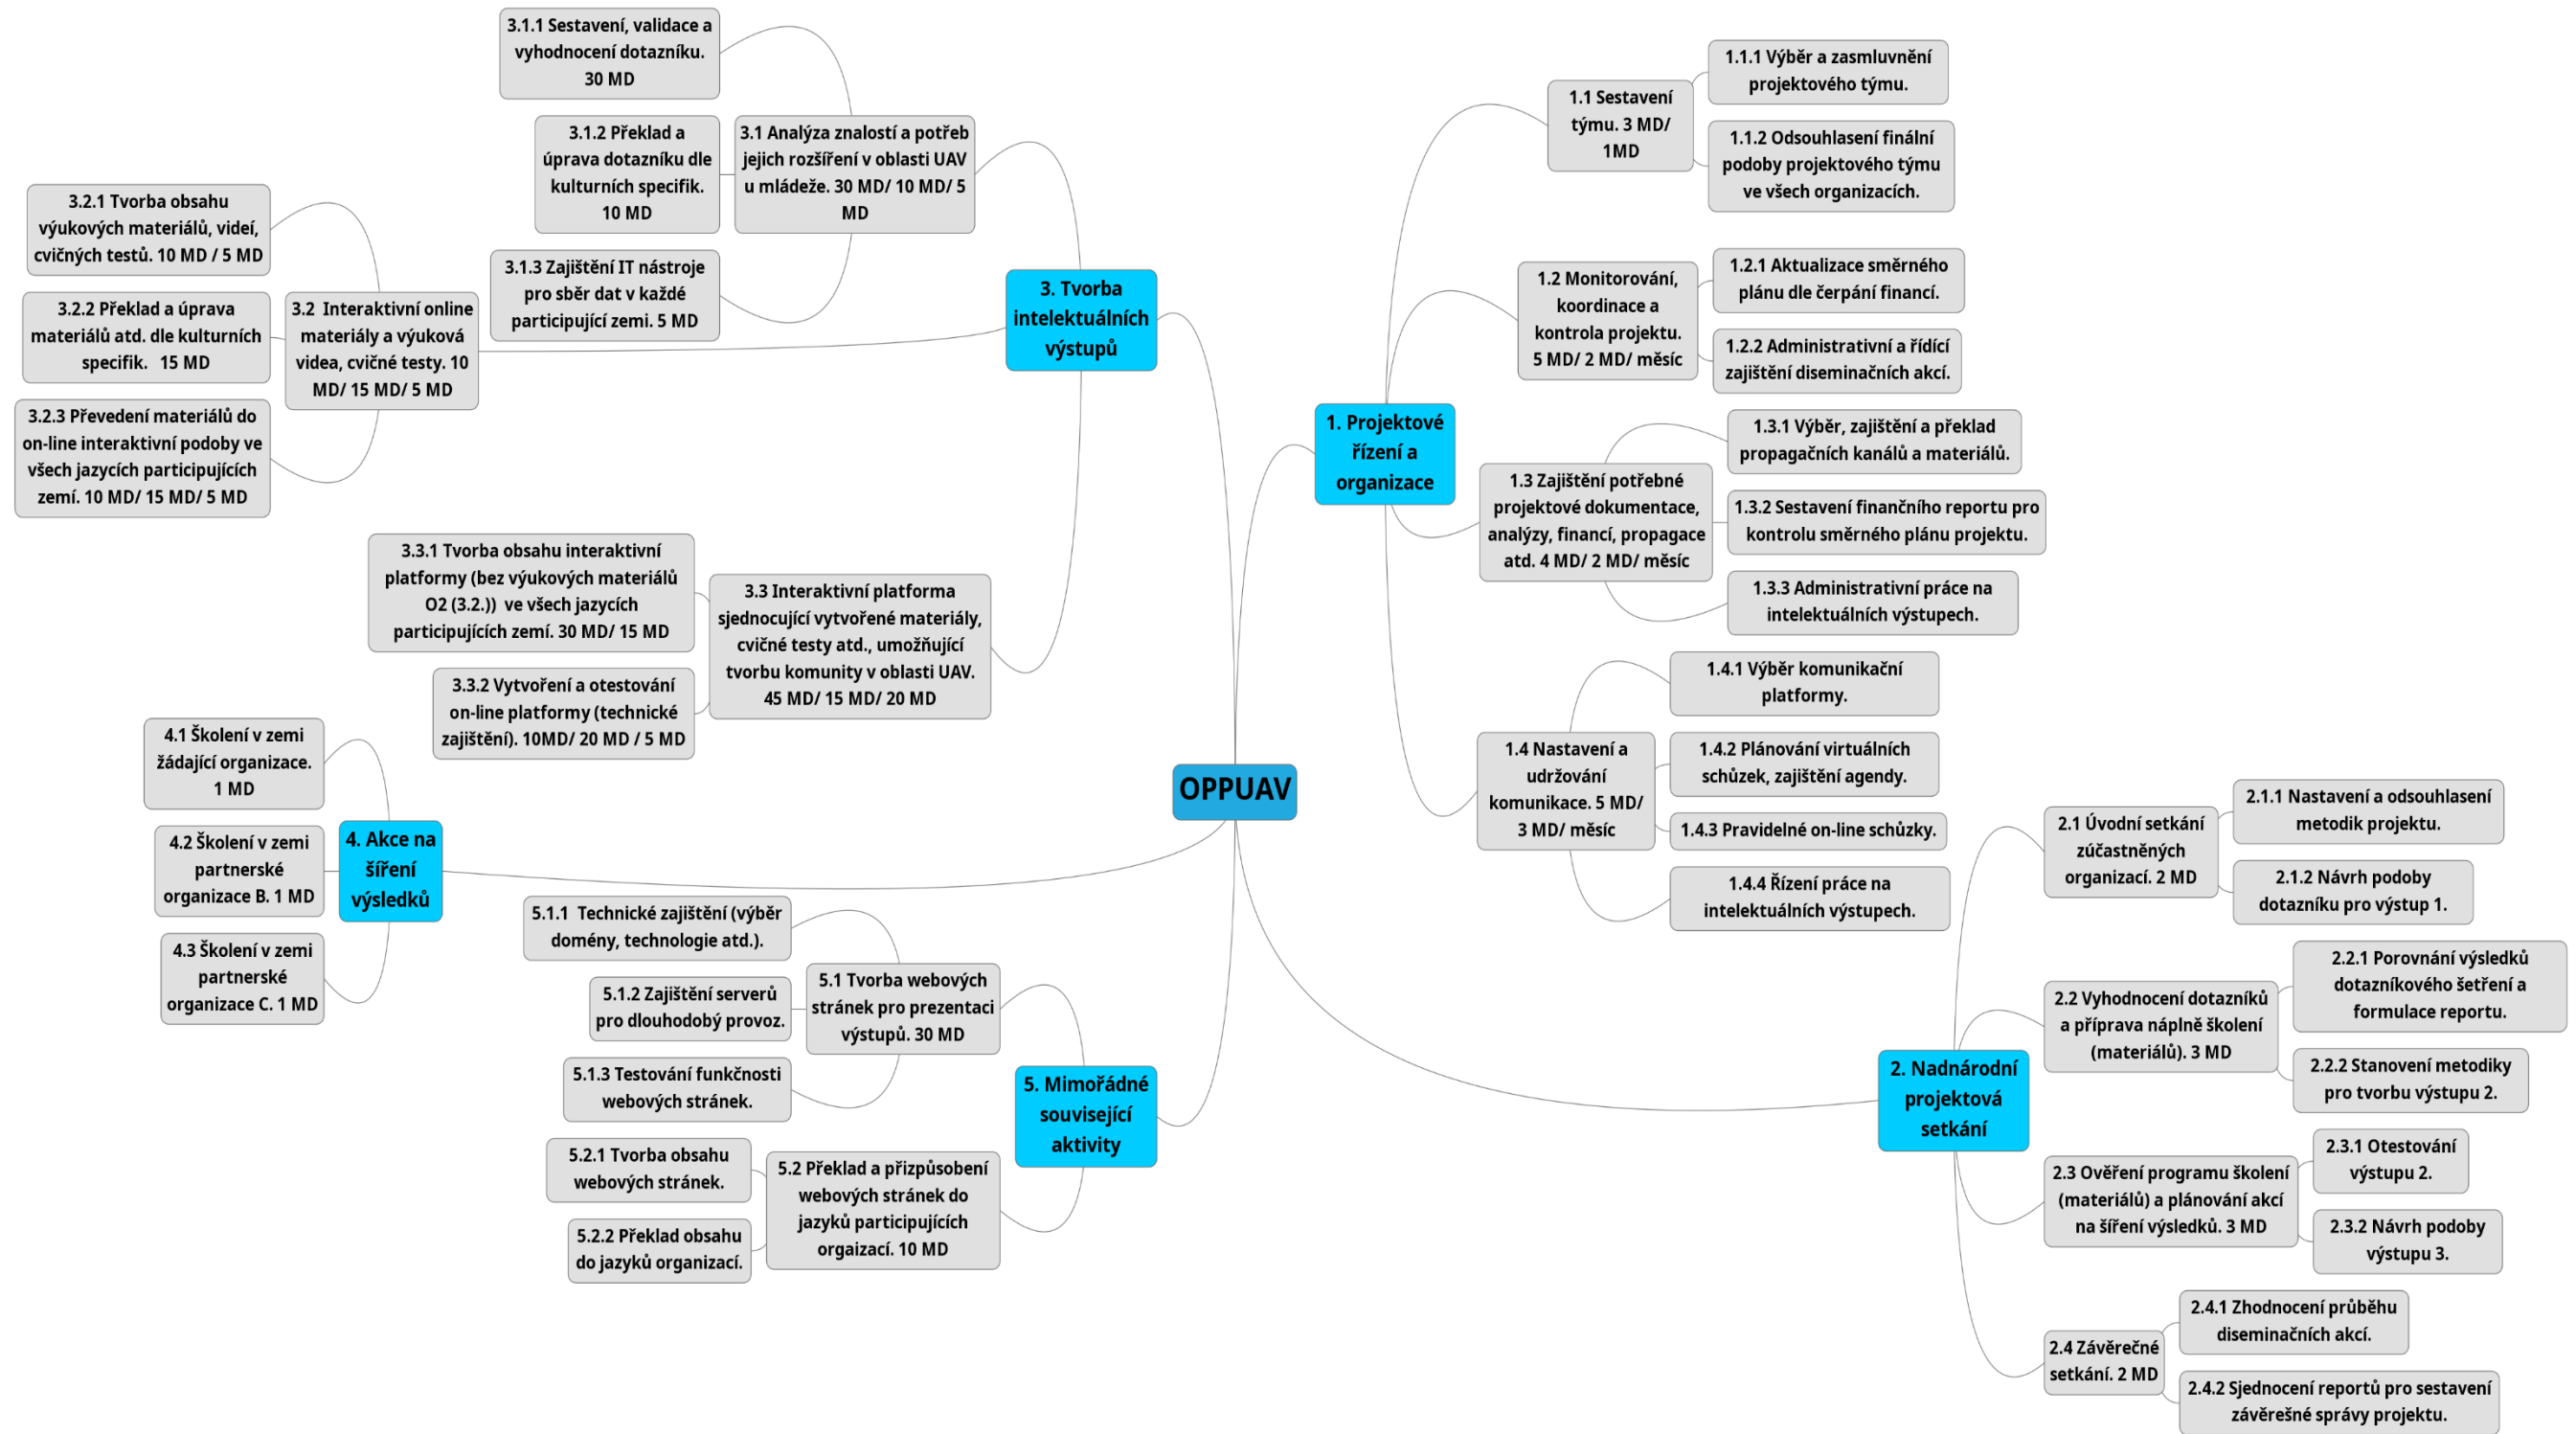 OPPUAV
1. Projektové
řízení a
organizace
1.1 Sestavení
týmu. 3 MD/
1MD
1.1.1 Výběr a zasmluvnění
projektového týmu.
1.1.2 Odsouhlasení finální
podoby projektového týmu
ve všech organizacích.
1.2 Monitorování,
koordinace a
kontrola projektu.
5 MD/ 2 MD/ měsíc
1.2.1 Aktualizace směrného
plánu dle čerpání financí.
1.2.2 Administrativní a řídící
zajištění diseminačních akcí.
1.3 Zajištění potřebné
projektové dokumentace,
analýzy, financí, propagace
atd. 4 MD/ 2 MD/ měsíc
1.3.1 Výběr, zajištění a překlad
propagačních kanálů a materiálů.
1.3.2 Sestavení finančního reportu pro
kontrolu směrného plánu projektu.
1.3.3 Administrativní práce na
intelektuálních výstupech.
1.4 Nastavení a
udržování
komunikace. 5 MD/
3 MD/ měsíc
1.4.1 Výběr komunikační
platformy.
1.4.2 Plánování virtuálních
schůzek, zajištění agendy.
1.4.3 Pravidelné on-line schůzky.
1.4.4 Řízení práce na
intelektuálních výstupech.
2. Nadnárodní
projektová
setkání
2.1 Úvodní setkání
zúčastněných
organizací. 2 MD
2.1.1 Nastavení a odsouhlasení
metodik projektu.
2.1.2 Návrh podoby
dotazníku pro výstup 1.
2.2 Vyhodnocení dotazníků
a příprava náplně školení
(materiálů). 3 MD
2.2.1 Porovnání výsledků
dotazníkového šetření a
formulace reportu.
2.2.2 Stanovení metodiky
pro tvorbu výstupu 2.
2.3 Ověření programu školení
(materiálů) a plánování akcí
na šíření výsledků. 3 MD
2.3.1 Otestování
výstupu 2.
2.3.2 Návrh podoby
výstupu 3.
2.4 Závěrečné
setkání. 2 MD
2.4.1 Zhodnocení průběhu
diseminačních akcí.
2.4.2 Sjednocení reportů pro sestavení
závěrešné správy projektu.
3. Tvorba
intelektuálních
výstupů
3.1 Analýza znalostí a potřeb
jejich rozšíření v oblasti UAV
u mládeže. 30 MD/ 10 MD/ 5
MD
3.1.1 Sestavení, validace a
vyhodnocení dotazníku.
30 MD
3.1.2 Překlad a
úprava dotazníku dle
kulturních specifik.
10 MD
3.1.3 Zajištění IT nástroje
pro sběr dat v každé
participující zemi. 5 MD
3.2 Interaktivní online
materiály a výuková
videa, cvičné testy. 10
MD/ 15 MD/ 5 MD
3.2.1 Tvorba obsahu
výukových materiálů, videí,
cvičných testů. 10 MD / 5 MD
3.2.2 Překlad a úprava
materiálů atd. dle kulturních
specifik. 15 MD
3.2.3 Převedení materiálů do
on-line interaktivní podoby ve
všech jazycích participujících
zemí. 10 MD/ 15 MD/ 5 MD
3.3 Interaktivní platforma
sjednocující vytvořené materiály,
cvičné testy atd., umožňující
tvorbu komunity v oblasti UAV.
45 MD/ 15 MD/ 20 MD
3.3.1 Tvorba obsahu interaktivní
platformy (bez výukových materiálů
O2 (3.2.)) ve všech jazycích
participujících zemí. 30 MD/ 15 MD
3.3.2 Vytvoření a otestování
on-line platformy (technické
zajištění). 10MD/ 20 MD / 5 MD
4. Akce na
šíření
výsledků
4.1 Školení v zemi
žádající organizace.
1 MD
4.2 Školení v zemi
partnerské
organizace B. 1 MD
4.3 Školení v zemi
partnerské
organizace C. 1 MD
5. Mimořádné
související
aktivity
5.1 Tvorba webových
stránek pro prezentaci
výstupů. 30 MD
5.1.1 Technické zajištění (výběr
domény, technologie atd.).
5.1.2 Zajištění serverů
pro dlouhodobý provoz.
5.1.3 Testování funkčnosti
webových stránek.
5.2 Překlad a přizpůsobení
webových stránek do
jazyků participujících
orgaizací. 10 MD
5.2.1 Tvorba obsahu
webových stránek.
5.2.2 Překlad obsahu
do jazyků organizací.